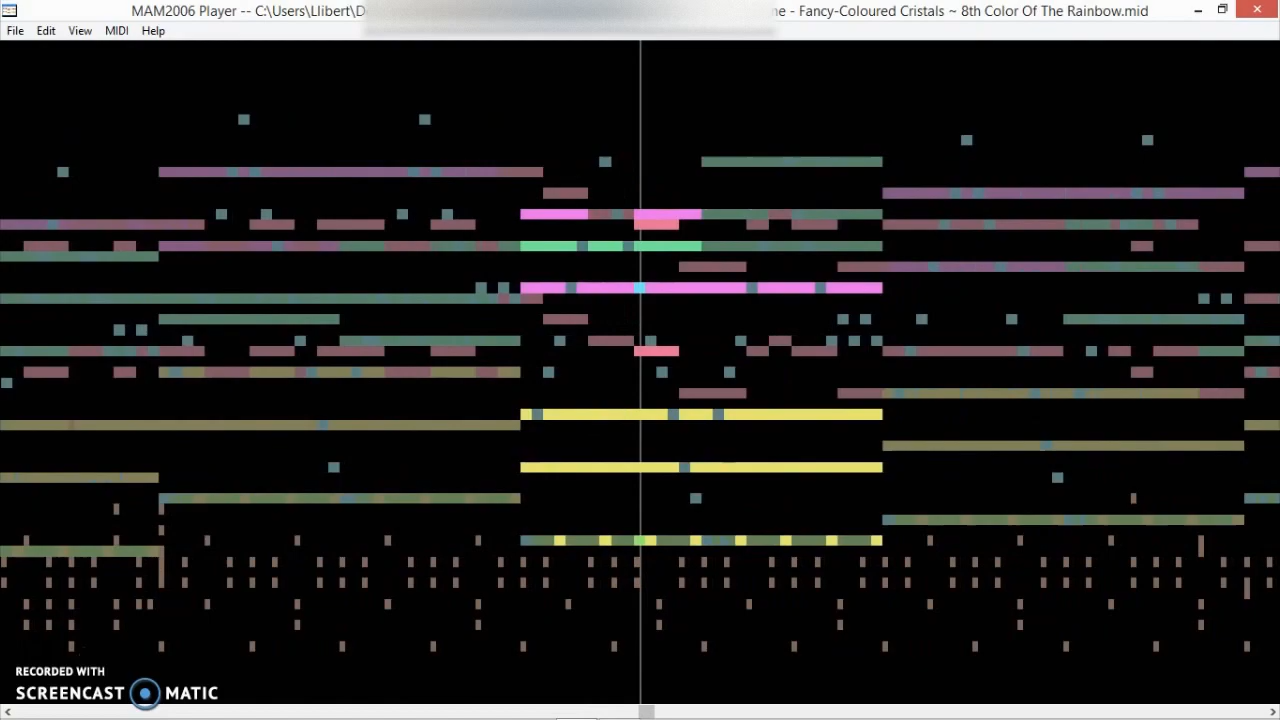 MAM2006 Player -- C:\Users\Llibert\D - Fancy-Coloured Cristals ~ 8th Color Of The Rainbow.mid
File Edit View MIDI Help
RECORDED WITH
SCREENCAST MATIC